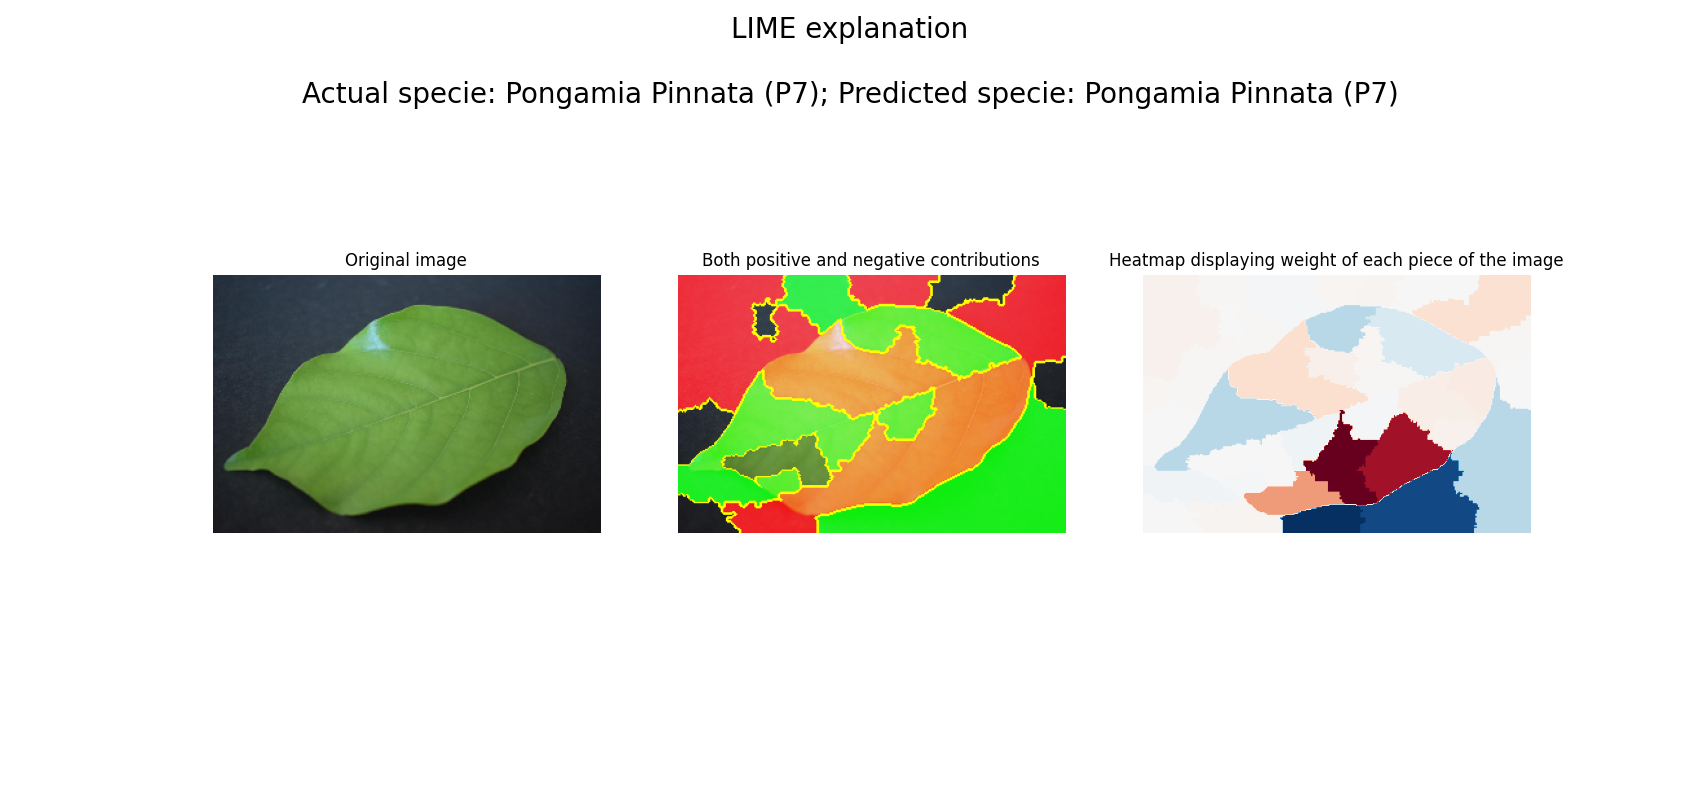 LIME explanation
Actual specie: Pongamia Pinnata (P7); Predicted specie: Pongamia Pinnata (P7)
Original image
Both positive and negative contributions
Heatmap displaying weight of each piece of the image